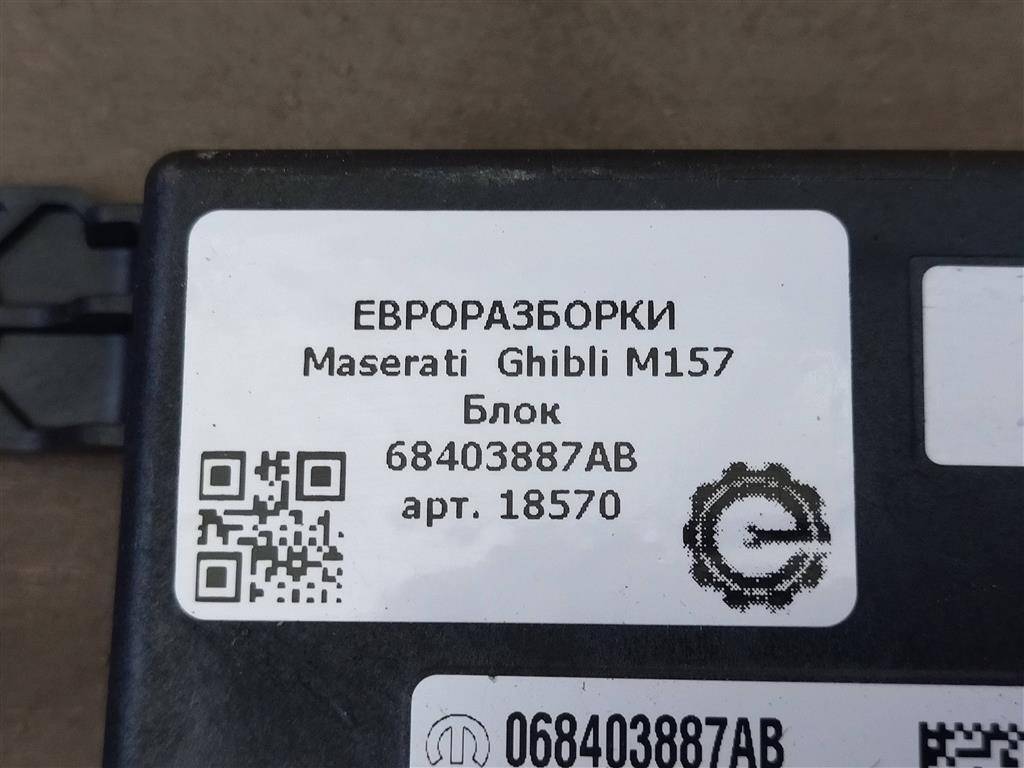 ЕВРОРАЗБОРКИ
Maserati Ghibli M157
Блок
68403887AB
арт. 18570
068403887AB